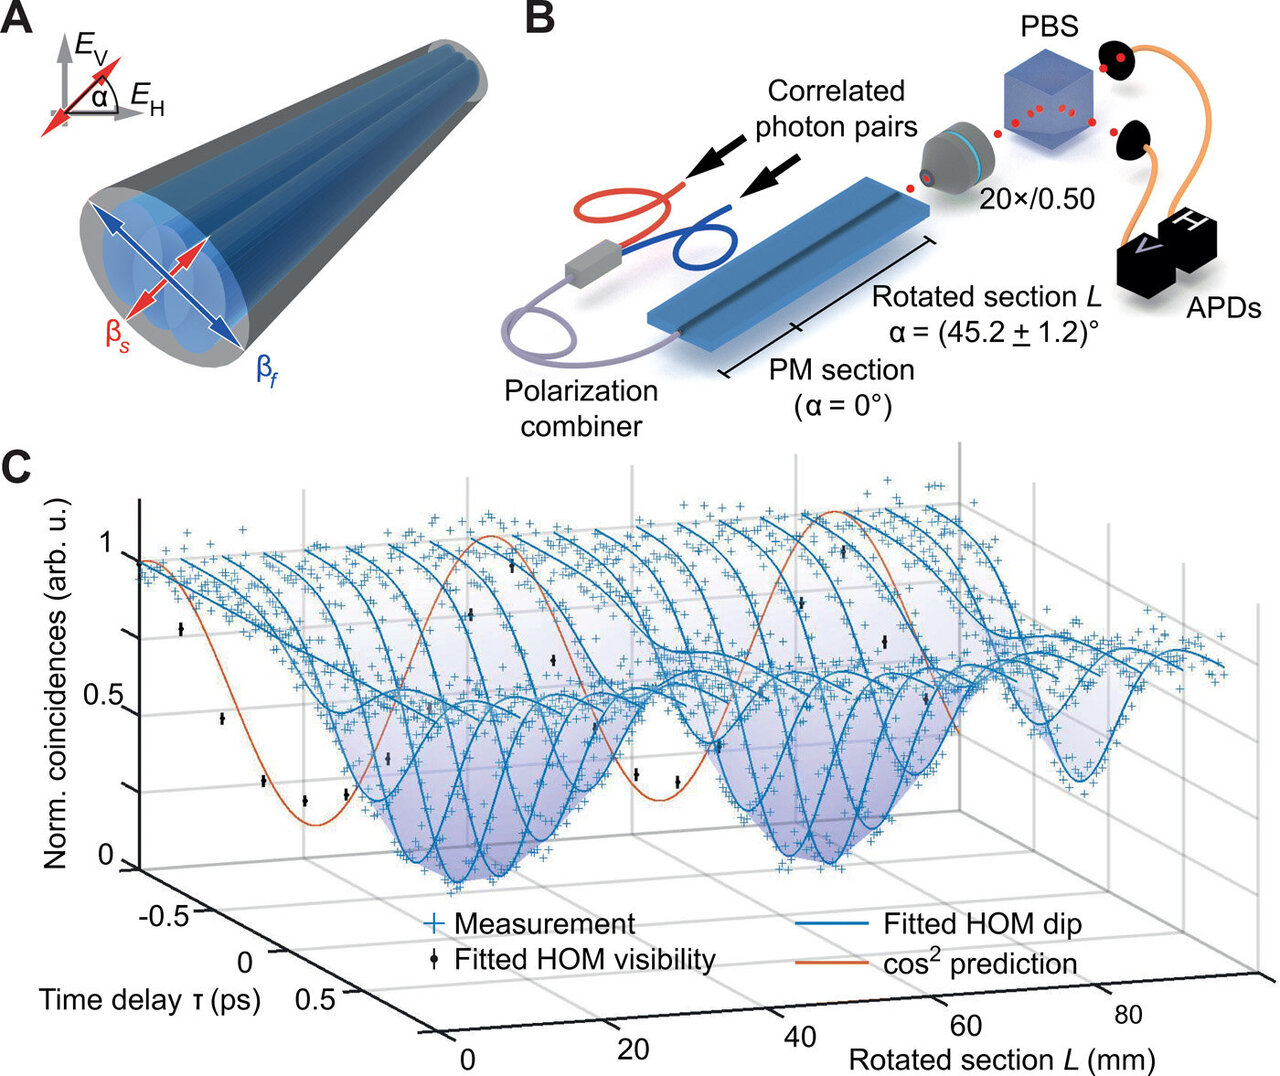 A
E_V
α
E_H
β_s
β_f
B
Correlated
photon pairs
PBS
20×/0.50
V
H
APDs
Rotated section L
α = (45.2 ± 1.2)°
PM section
(α = 0°)
Polarization
combiner
C
Norm. coincidences (arb. u.)
1
0.5
0
-0.5
0
0.5
Time delay τ (ps)
0
20
40
60
80
Rotated section L (mm)
Measurement
Fitted HOM visibility
Fitted HOM dip
cos² prediction